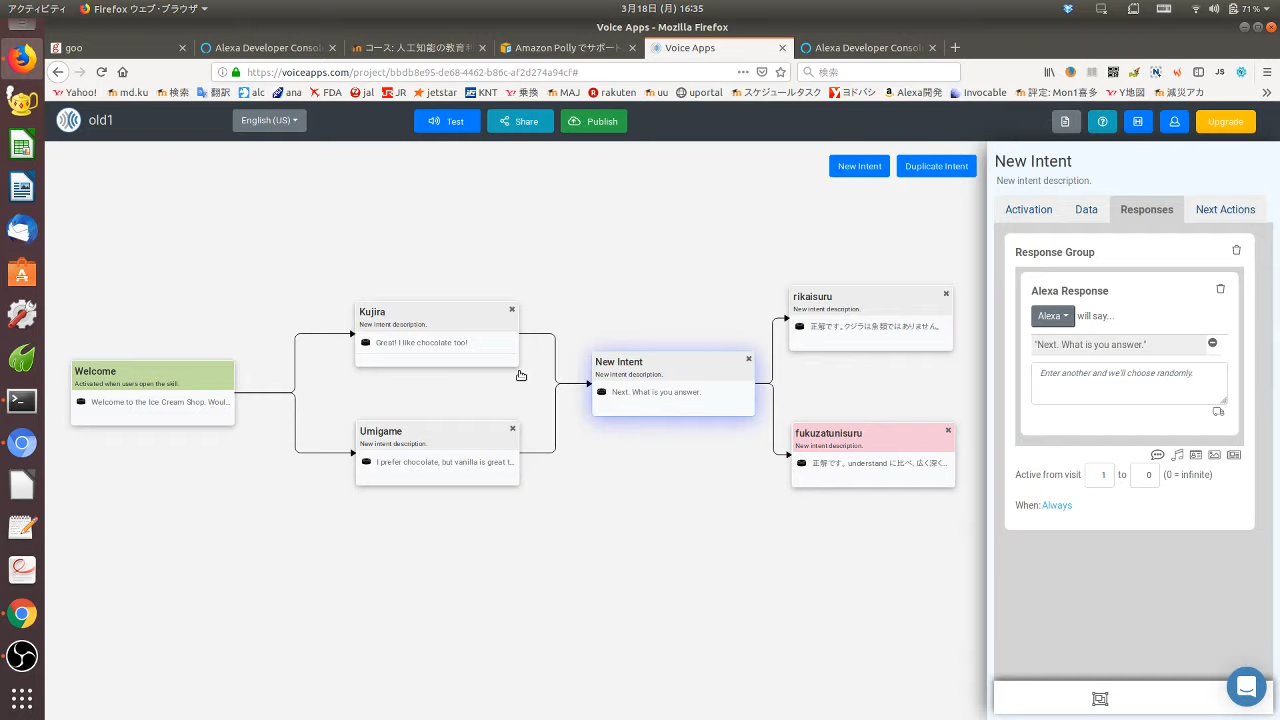 アクティビティ
Firefox ウェブ・ブラウザ
3月18日 (月) 16:35
71%
Voice Apps - Mozilla Firefox
goo
Alexa Developer Consol
コース: 人工知能の教育利
Amazon Polly でサポート
Voice Apps
Alexa Developer Consol
https://voiceapps.com/project/bbdb8e95-de68-4462-b86c-af2d274a94cf#
検索
Yahoo!
md.ku
検索
翻訳
alc
ana
FDA
jal
JR
jetstar
KNT
乗換
MAJ
rakuten
uu
uportal
スケジュールタスク
ヨドバシ
Alexa開発
Invocable
評定: Mon1喜多
Y地図
減災アカ
old1
English (US)
Test
Share
Publish
Upgrade
New Intent
Duplicate Intent
Welcome
Activated when users open the skill.
Welcome to the Ice Cream Shop. Woul...
Kujira
New intent description.
Great! I like chocolate too!
Umigame
New intent description.
I prefer chocolate, but vanilla is great t...
New Intent
New intent description.
Next. What is you answer.
rikaisuru
New intent description.
正解です。クジラは魚類ではありません。
fukuzatunisuru
New intent description.
正解です。understand に比べ、広く深く...
New Intent
New intent description.
Activation
Data
Responses
Next Actions
Response Group
Alexa Response
Alexa
will say...
"Next. What is you answer."
Enter another and we'll choose randomly.
Active from visit 1 to 0 (0 = infinite)
When: Always